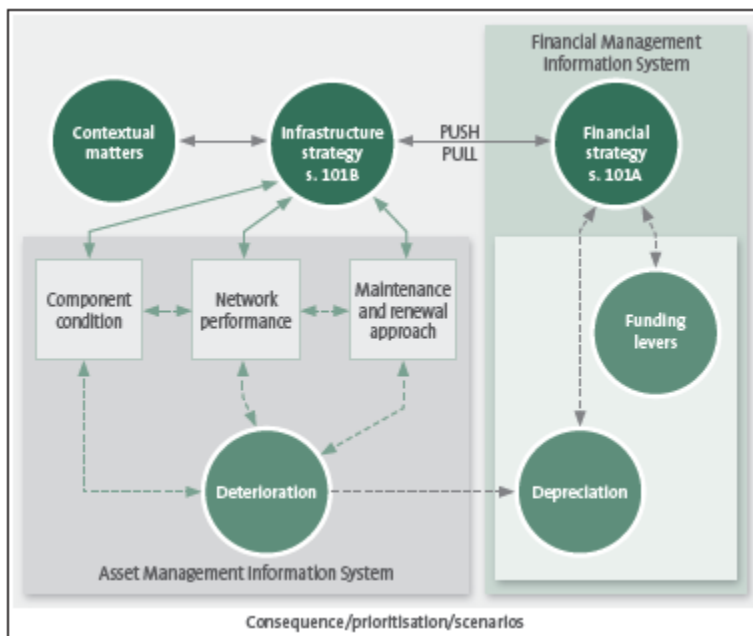 Financial Management
Information System
Contextual
matters
Infrastructure
strategy
s. 101B
PUSH
PULL
Financial
strategy
s. 101A
Component
condition
Network
performance
Maintenance
and renewal
approach
Funding
levers
Deterioration
Depreciation
Asset Management Information System
Consequence/prioritisation/scenarios